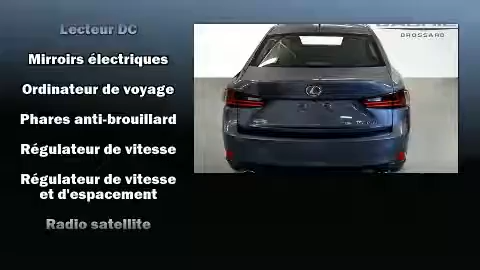 Lecteur DC
Mirroirs électriques
Ordinateur de voyage
Phares anti-brouillard
Régulateur de vitesse
Régulateur de vitesse
et d'espacement
Radio satellite
BROSSARD